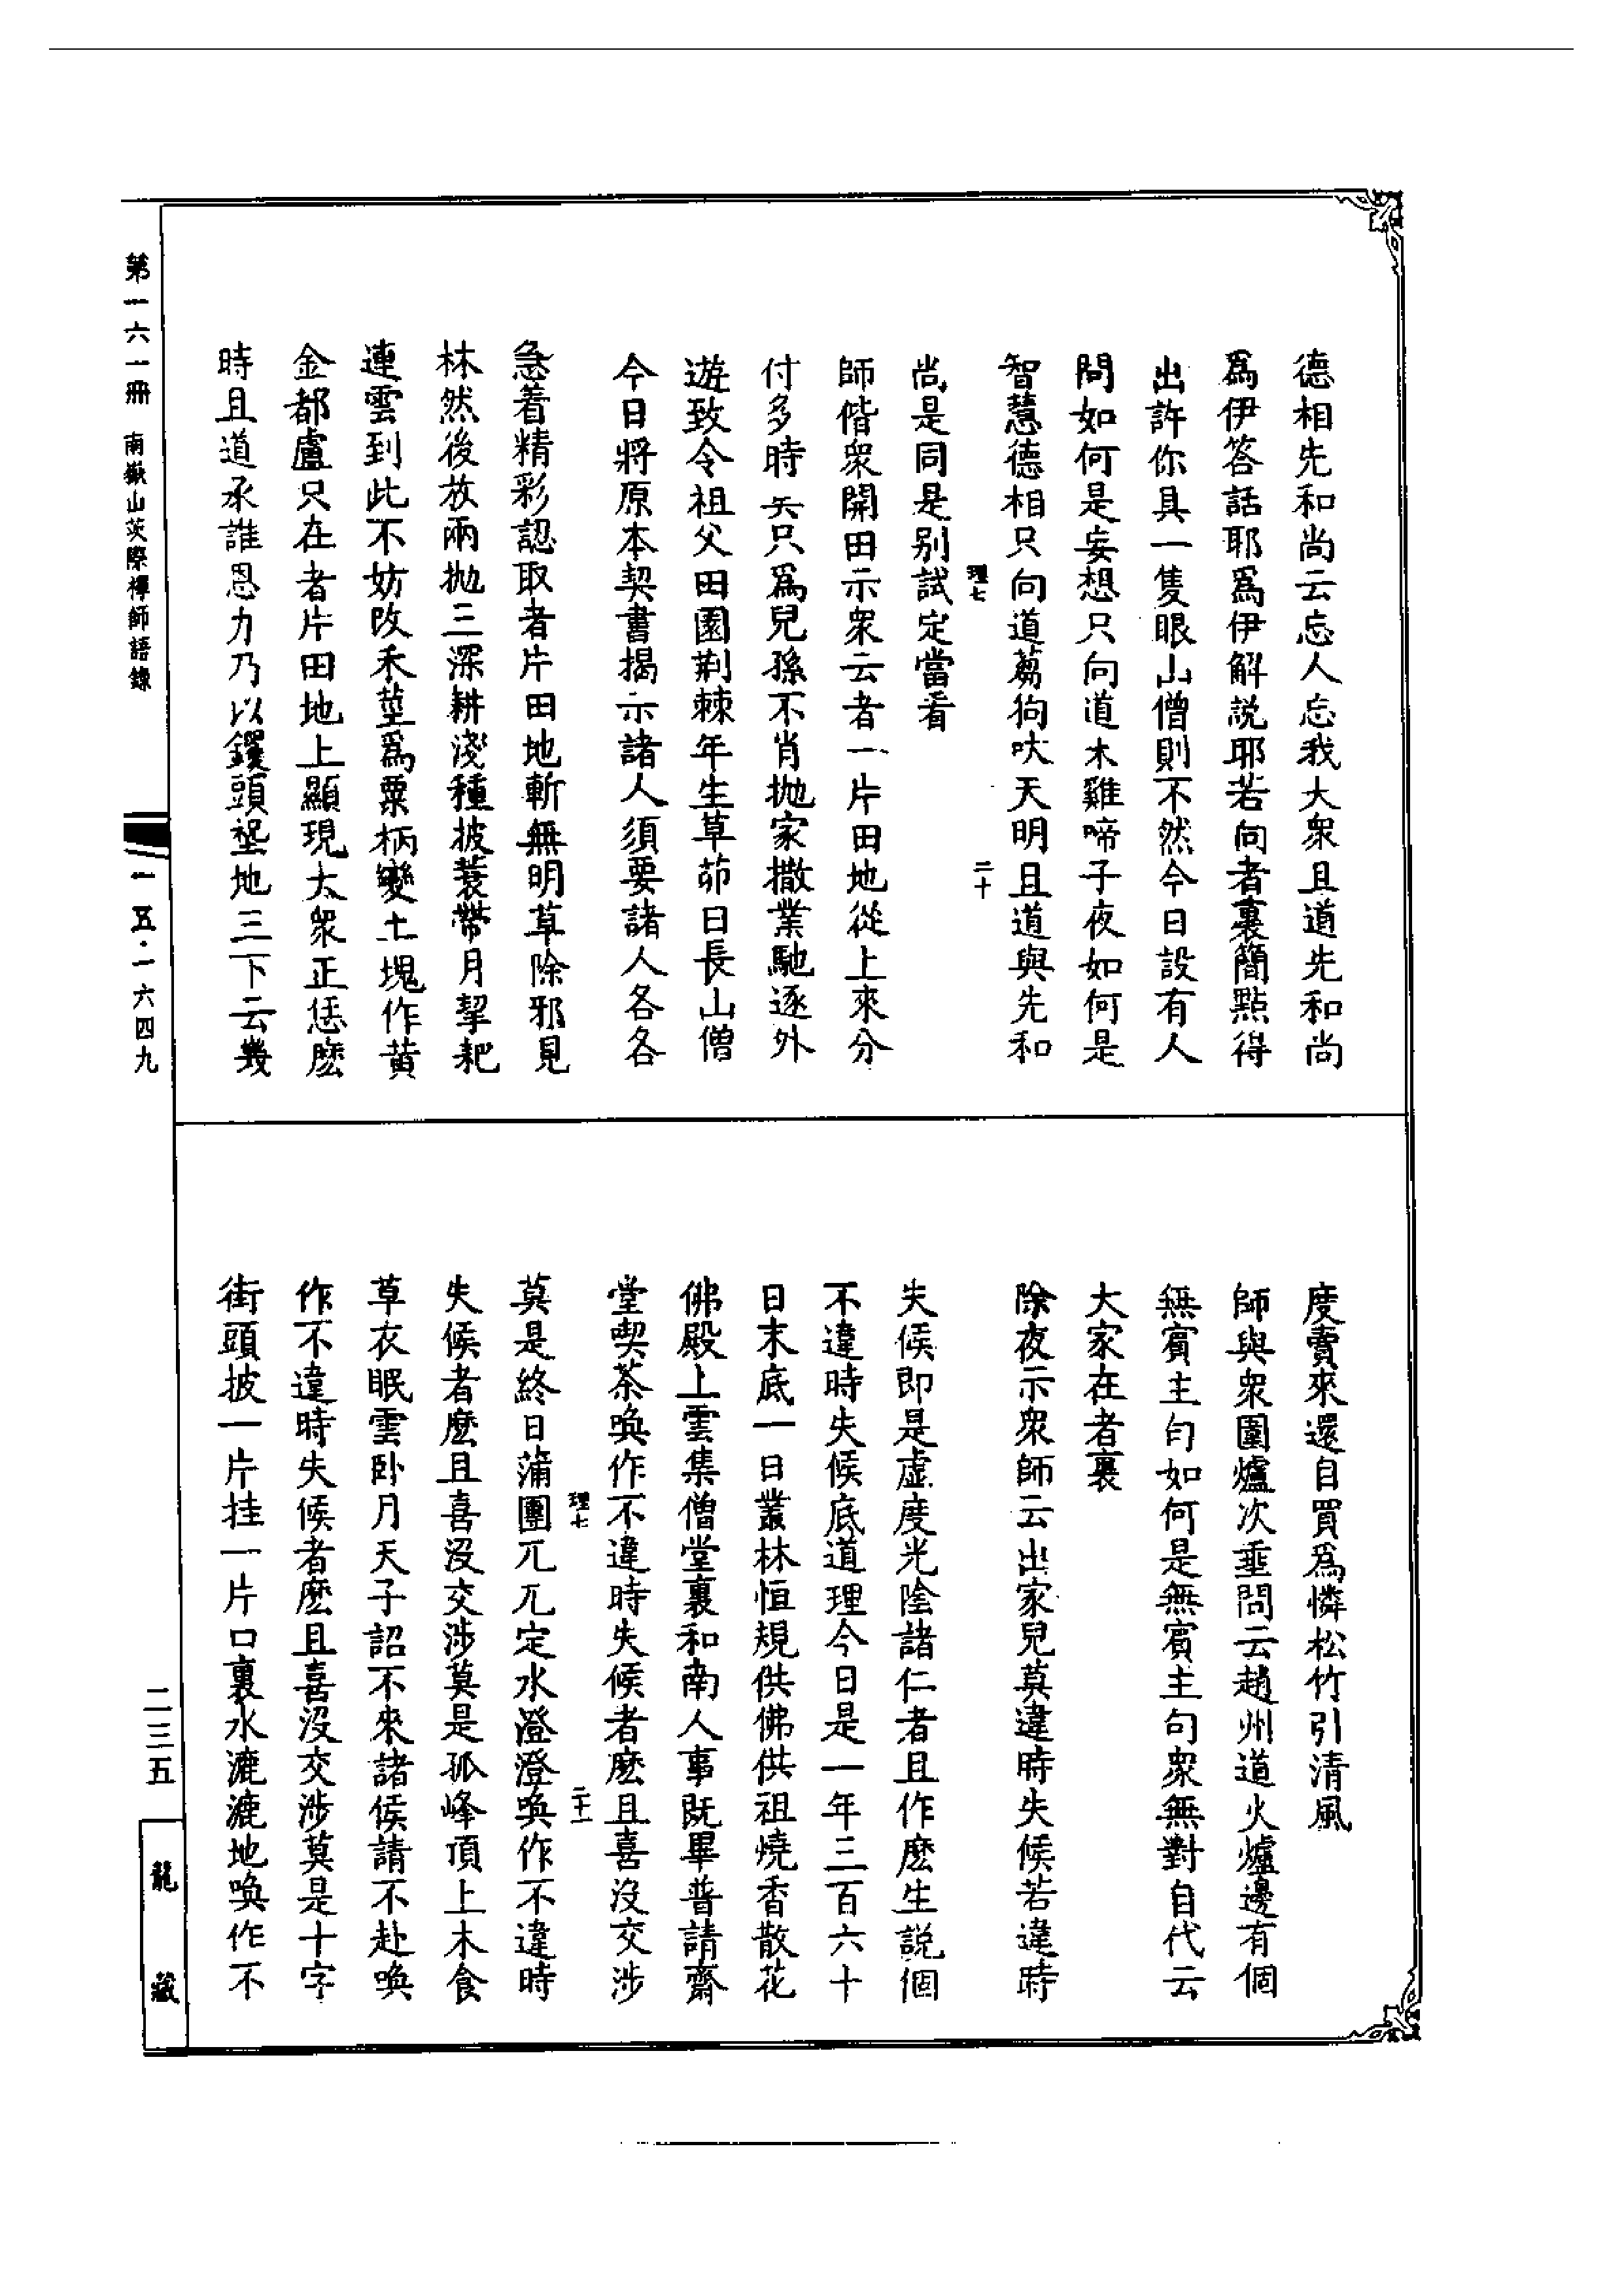 德相先和尚云忘人忘我大衆且道先和尚
爲伊答話耶爲伊解説耶若向者裏簡點得
出許你具一隻眼山僧則不然今日設有人
問如何是妄想只向道木雞啼子夜如何是
智慧德相只向道芻狗吠天明且道與先和
尚是同是别試定當看
理七
二十
師偕衆開田示衆云者一片田地從上來分
付多時矣只爲兒孫不肖抛家撒業馳逐外
遊致令祖父田園荆棘年生草茆日長山僧
今日將原本契書揭示諸人須要諸人各各
急着精彩認取者片田地斬無明草除邪見
林然後放兩抛三深耕淺種披蓑帶月挈耙
連雲到此不妨改禾莖爲粟柄變土塊作黄
金都盧只在者片田地上顯現大衆正恁麽
時且道承誰恩力乃以钁頭埿地三下云幾
度賣來還自買爲憐松竹引清風
師與衆圍爐次垂問云趙州道火爐邊有個
無賓主句如何是無賓主句衆無對自代云
大家在者裏
除夜示衆師云出家兒莫違時失候若違時
失候即是虚度光陰諸仁者且作麽生説個
不違時失候底道理今日是一年三百六十
日末底一日叢林恒規供佛供祖燒香散花
佛殿上雲集僧堂裏和南人事既畢普請齋
堂喫茶喚作不違時失候者麽且喜沒交涉
理七
二十一
莫是終日蒲團兀兀定水澄澄喚作不違時
失候者麽且喜沒交涉莫是孤峰頂上木食
草衣眠雲卧月天子詔不來諸侯請不赴喚
作不違時失候者麽且喜沒交涉莫是十字
街頭披一片挂一片口裏水漉漉地喚作不
第一六一冊 南嶽山茨際禪師語錄
一五·一六四九
二三五
龍藏